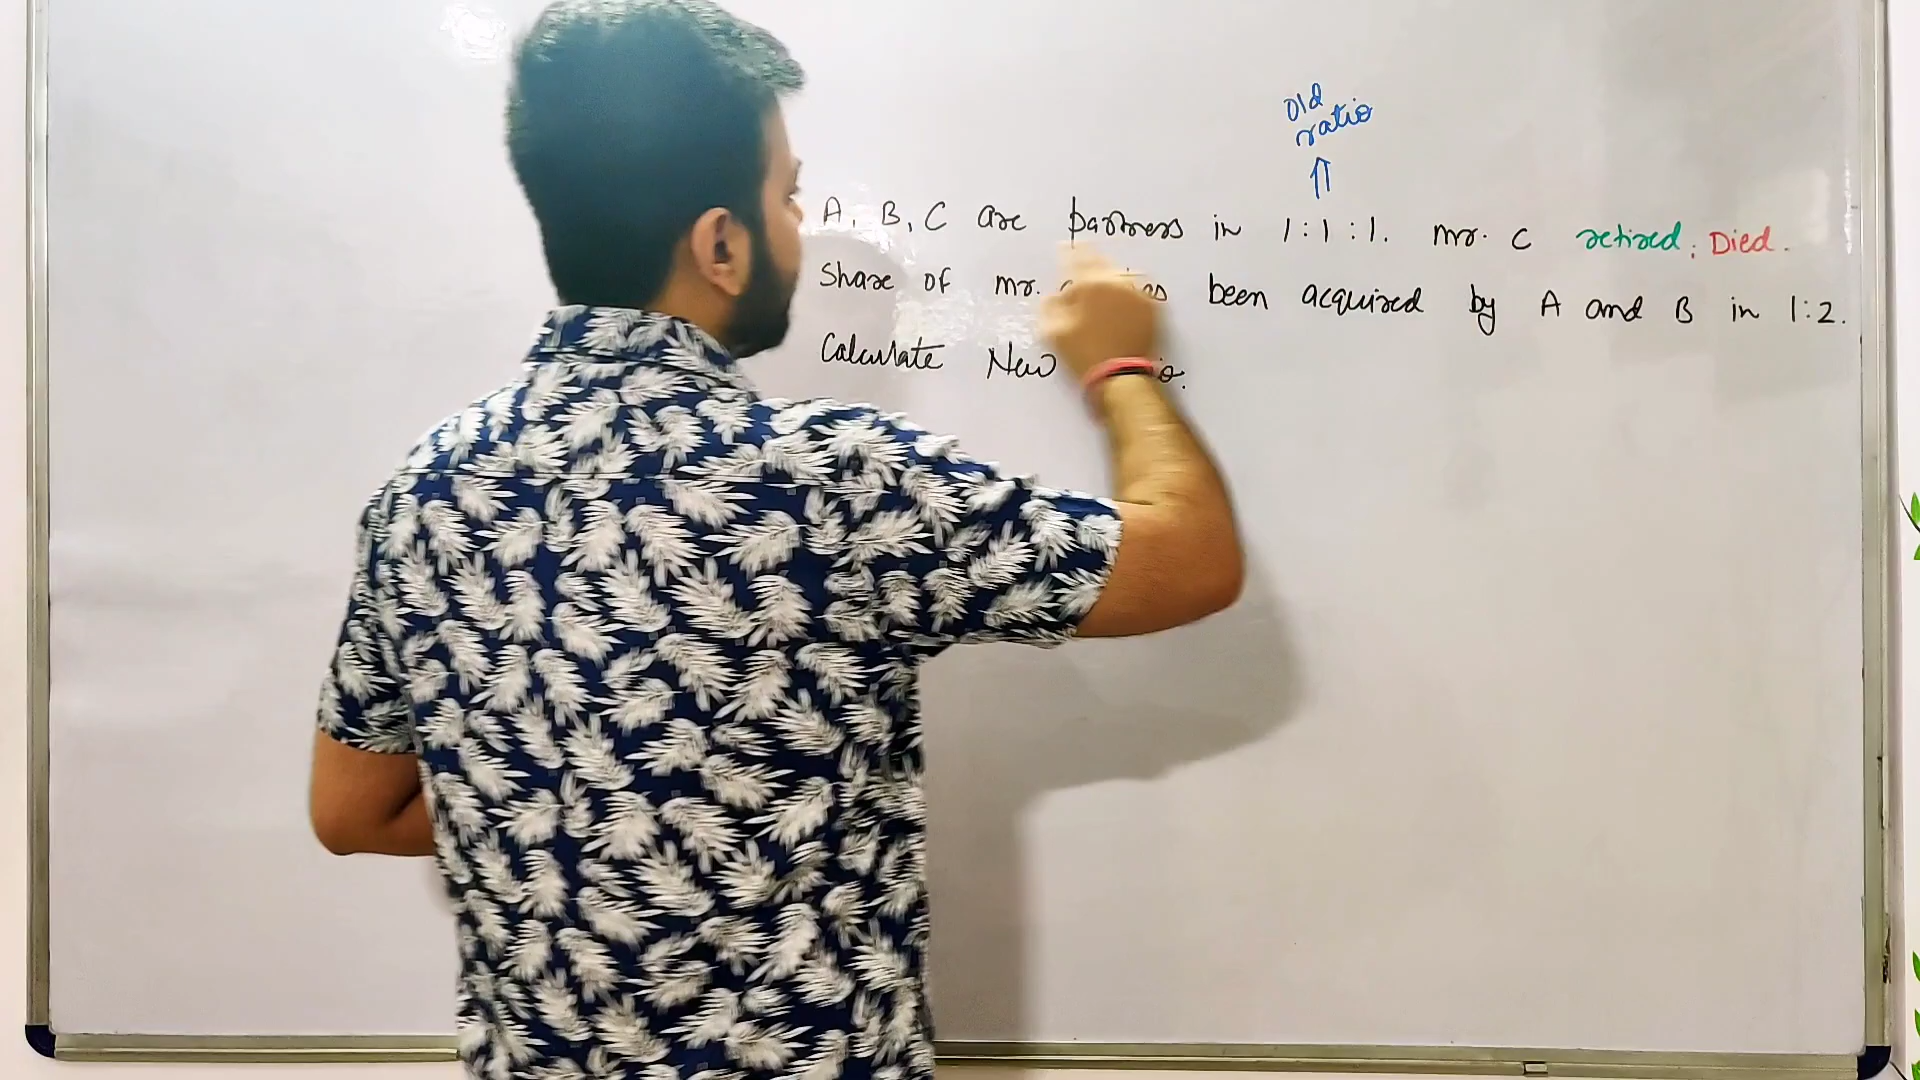 old
ratio
A, B, C are partners in 1:1:1. Mr. C retired; Died.
Share of Mr. been acquired by A and B in 1:2.
Calculate New